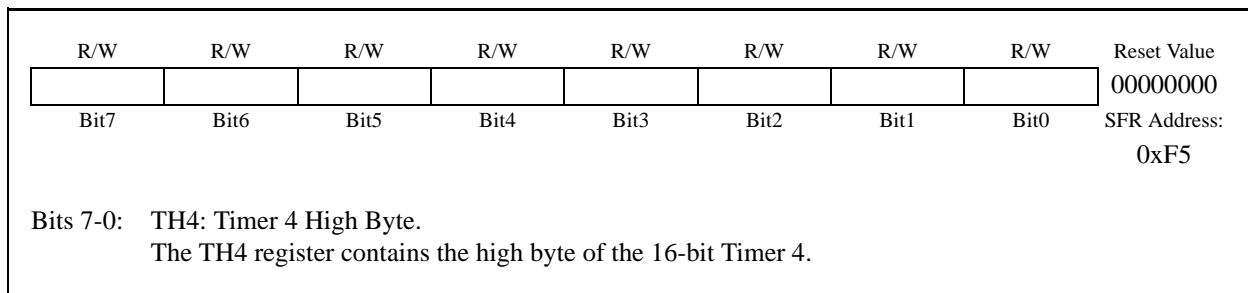 R/W R/W R/W R/W R/W R/W R/W R/W Reset Value
00000000
Bit7 Bit6 Bit5 Bit4 Bit3 Bit2 Bit1 Bit0 SFR Address:
0xF5
Bits 7-0: TH4: Timer 4 High Byte.
The TH4 register contains the high byte of the 16-bit Timer 4.